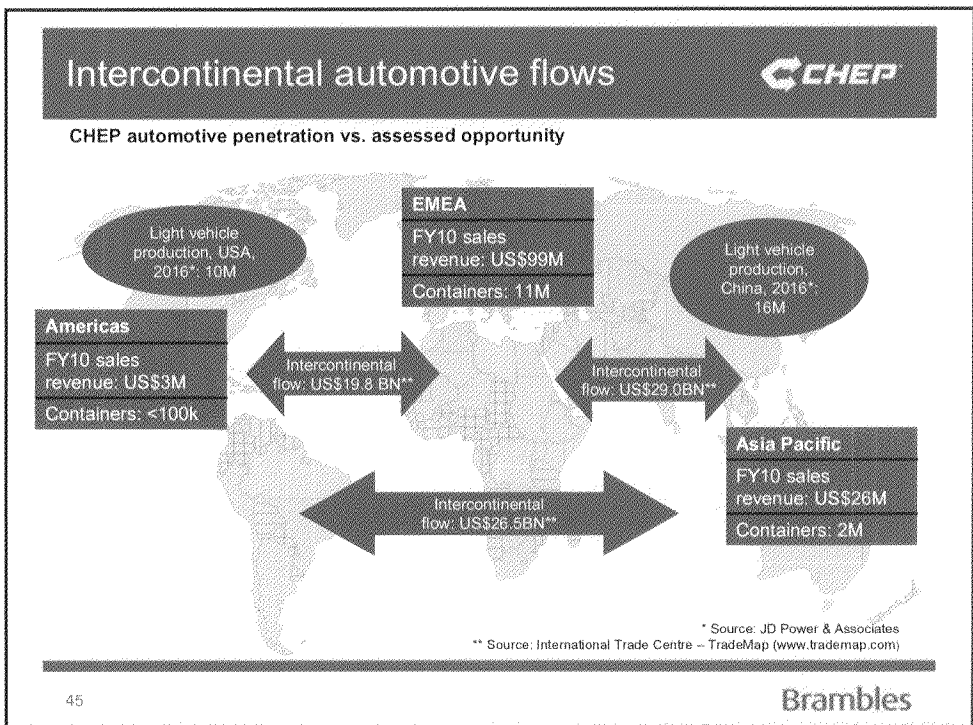 Intercontinental automotive flows
CHEP
CHEP automotive penetration vs. assessed opportunity
Light vehicle
production, USA,
2016*: 10M
EMEA
FY10 sales
revenue: US$99M
Containers: 11M
Light vehicle
production,
China, 2016*:
16M
Americas
FY10 sales
revenue: US$3M
Containers: <100k
Intercontinental
flow: US$19.8 BN**
Intercontinental
flow: US$29.0BN**
Asia Pacific
FY10 sales
revenue: US$26M
Containers: 2M
Intercontinental
flow: US$26.5BN**
* Source: JD Power & Associates
** Source: International Trade Centre – TradeMap (www.trademap.com)
45
Brambles